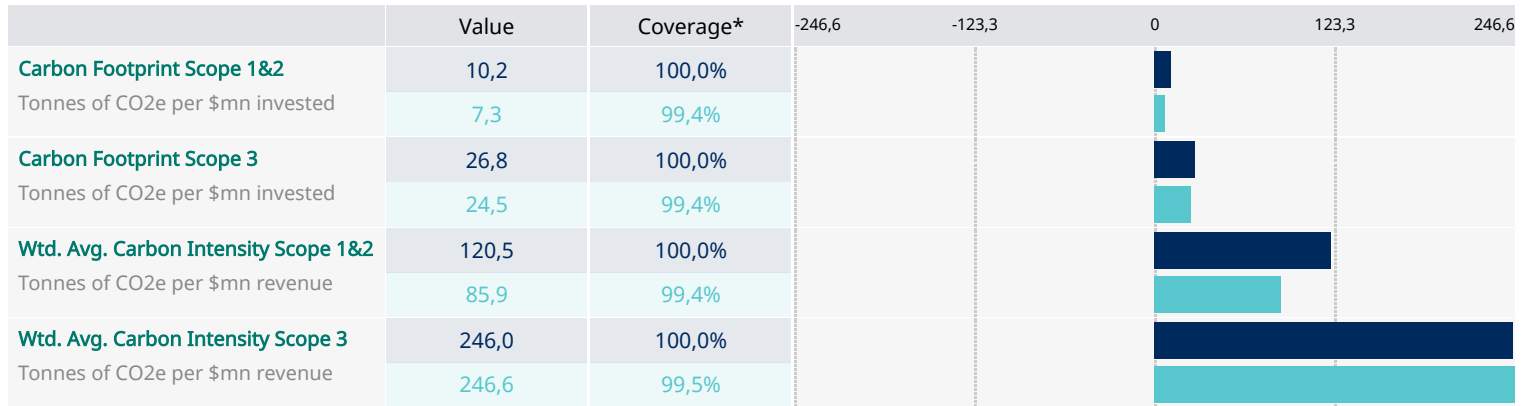 Value Coverage* -246,6 -123,3 0 123,3 246,6
Carbon Footprint Scope 1&2 10,2 100,0%
Tonnes of CO2e per $mn invested 7,3 99,4%
Carbon Footprint Scope 3 26,8 100,0%
Tonnes of CO2e per $mn invested 24,5 99,4%
Wtd. Avg. Carbon Intensity Scope 1&2 120,5 100,0%
Tonnes of CO2e per $mn revenue 85,9 99,4%
Wtd. Avg. Carbon Intensity Scope 3 246,0 100,0%
Tonnes of CO2e per $mn revenue 246,6 99,5%